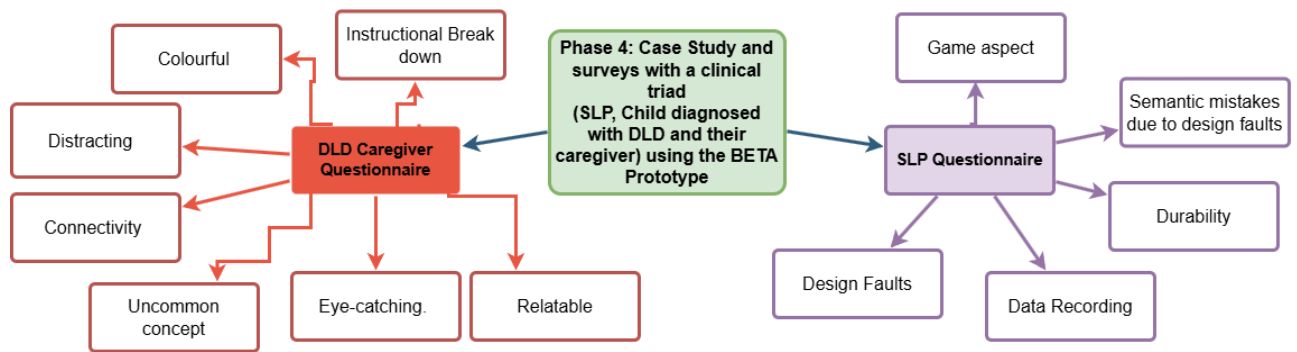 Phase 4: Case Study and
surveys with a clinical
triad
(SLP, Child diagnosed
with DLD and their
caregiver) using the BETA
Prototype
DLD Caregiver
Questionnaire
Instructional Break
down
Colourful
Distracting
Connectivity
Uncommon
concept
Eye-catching.
Relatable
SLP Questionnaire
Game aspect
Semantic mistakes
due to design faults
Durability
Data Recording
Design Faults